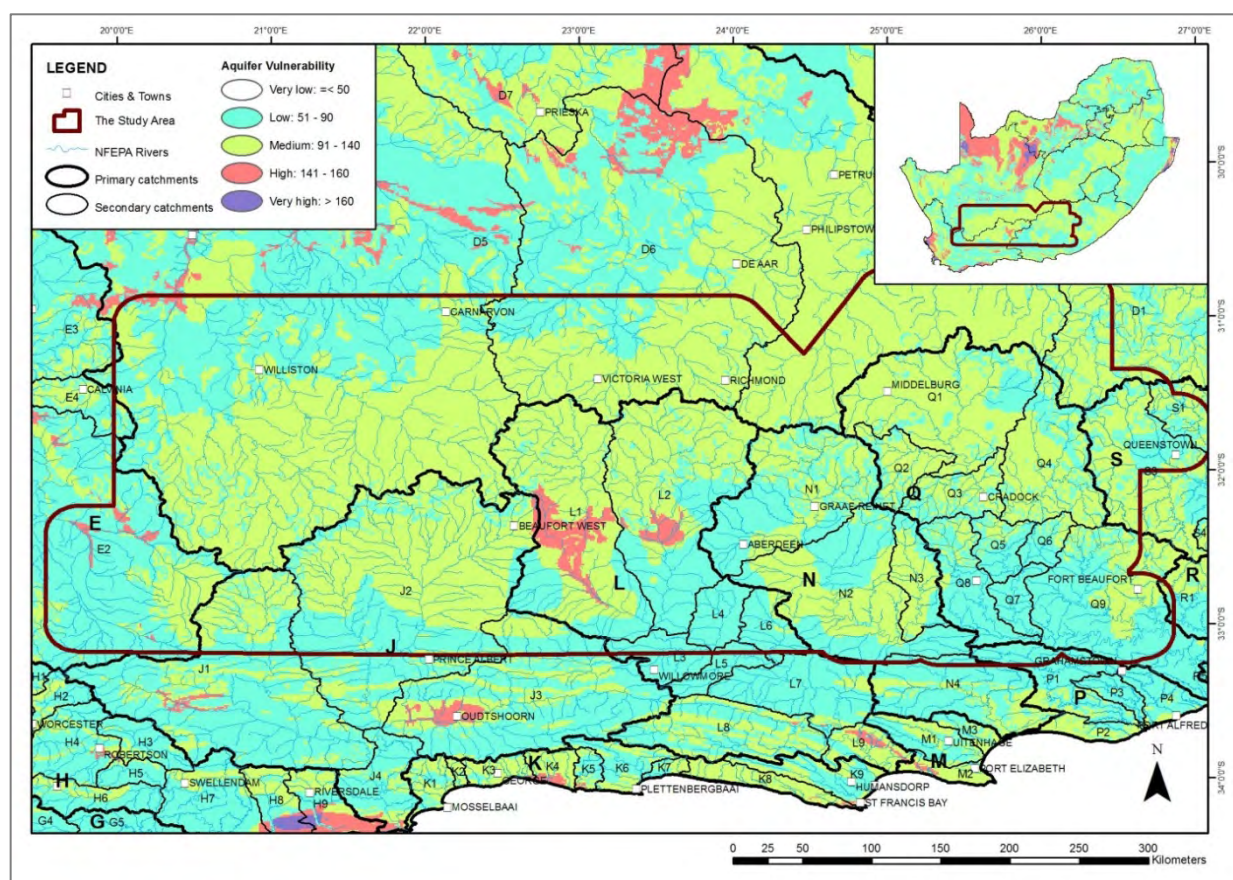 20°0'0"E 21°0'0"E 22°0'0"E 23°0'0"E 24°0'0"E 25°0'0"E 26°0'0"E 27°0'0"E
LEGEND
Cities & Towns
The Study Area
NFEPA Rivers
Primary catchments
Secondary catchments
Aquifer Vulnerability
Very low: =< 50
Low: 51 - 90
Medium: 91 - 140
High: 141 - 160
Very high: > 160
D7
PRIESKA
30°0'0"S
PETRUS
PHILIPSTOW
D5
D6
DE AAR
31°0'0"S
D1
E3
CARNARVON
WILLISTON
VICTORIA WEST
RICHMOND
MIDDELBURG
Q1
CALVINIA
E4
S1
QUEENSTOWN
S
32°0'0"S
Q2
Q4
Q
Q3
CRADOCK
N1
GRAAF REINET
L2
L1
BEAUFORT WEST
E
E2
ABERDEEN
Q5
Q6
S4
J2
L
N
N3
N2
Q8
Q7
FORT BEAUFORT
Q9
R
R1
33°0'0"S
L4
L6
J
PRINCE ALBERT
L3
L5
WILLOWMORE
L7
J1
J3
N4
P1
P
P3
P4
PORT ALFRED
P2
H1
H2
WORCESTER
H4
H3
ROBERTSON
H5
H
H6
SWELLENDAM
H7
H8
H9
RIVERSDALE
J4
OUDTSHOORN
L8
L9
M1
M3
UITENHAGE
M
M2
PORT ELIZABETH
K1
K2
K3
GEORGE
K
K4
K5
K6
K7
K8
K9
HUMANSDORP
ST FRANCIS BAY
PLETTENBERGBAAI
MOSSELBAAI
34°0'0"S
G4
G
G5
N
0 25 50 100 150 200 250 300
Kilometers